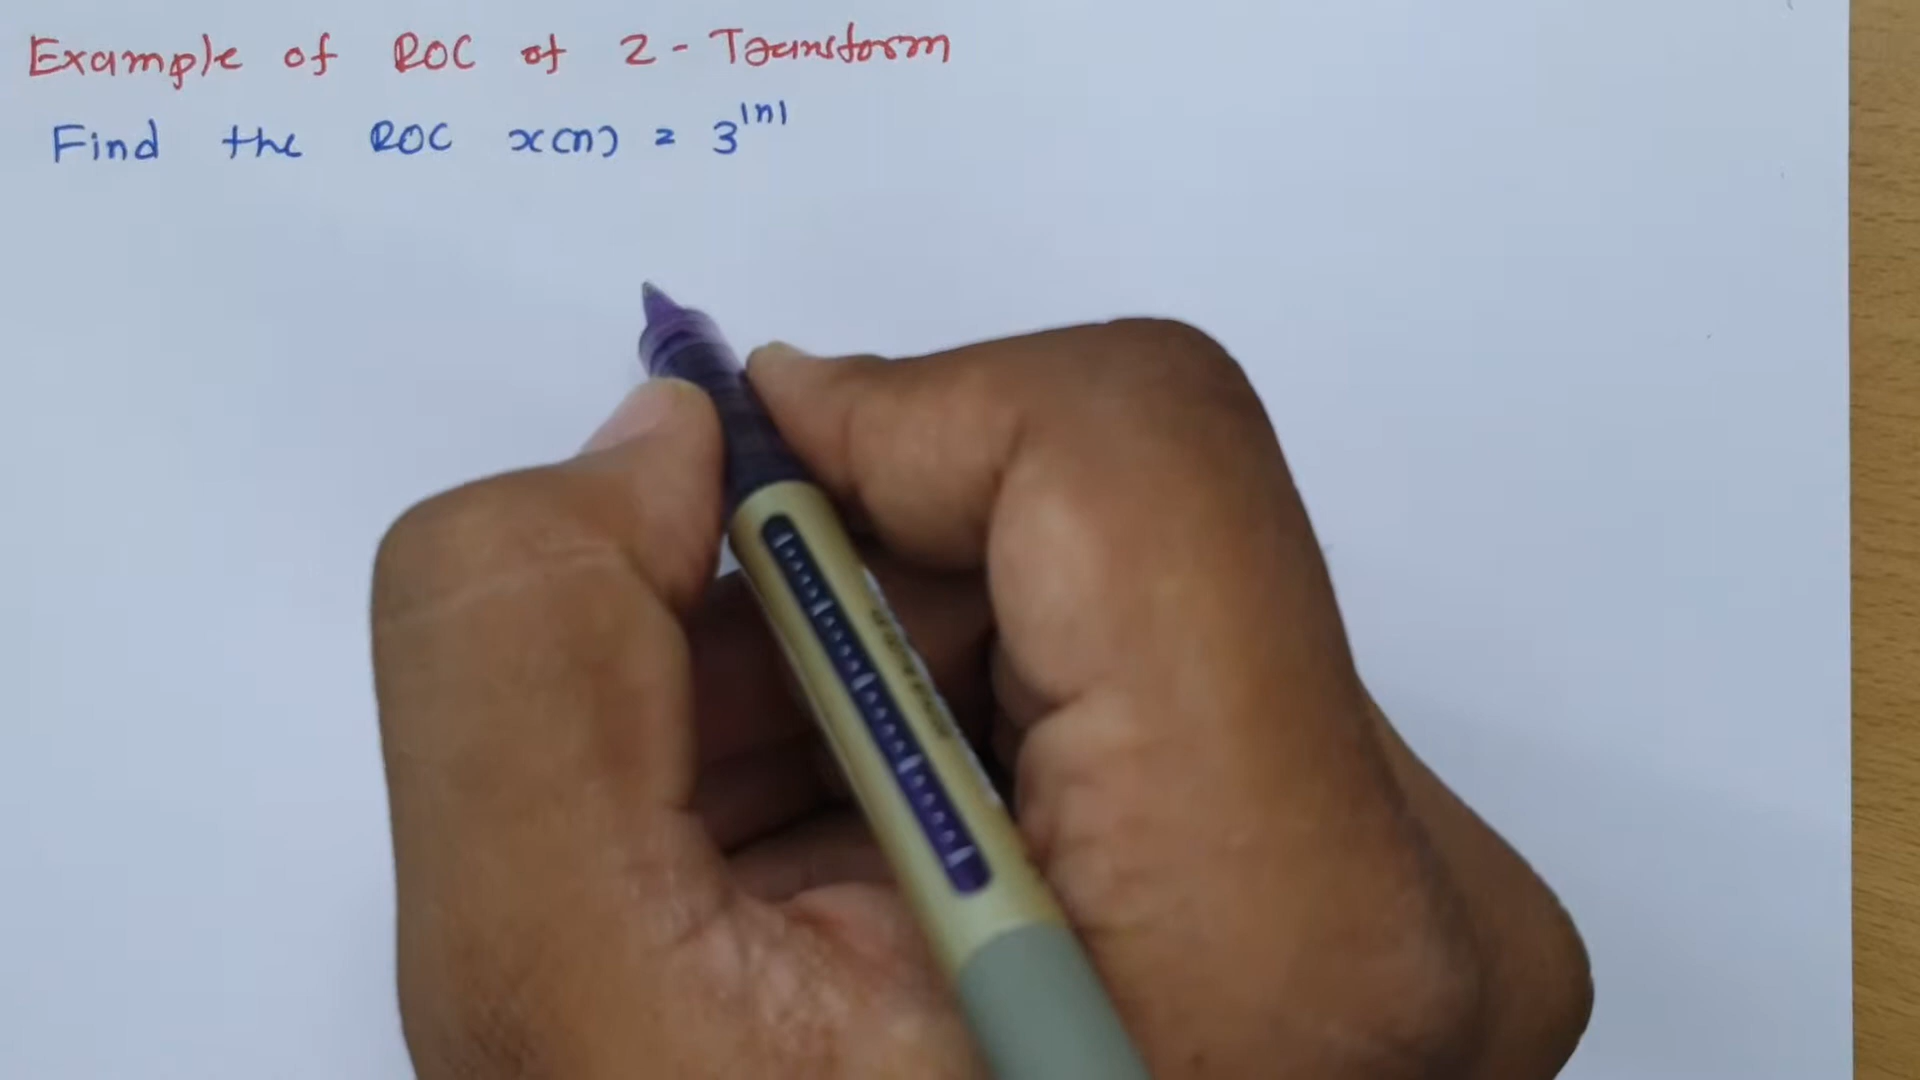 Example of ROC of Z-Transform
Find the ROC x(n) = 3^|n|